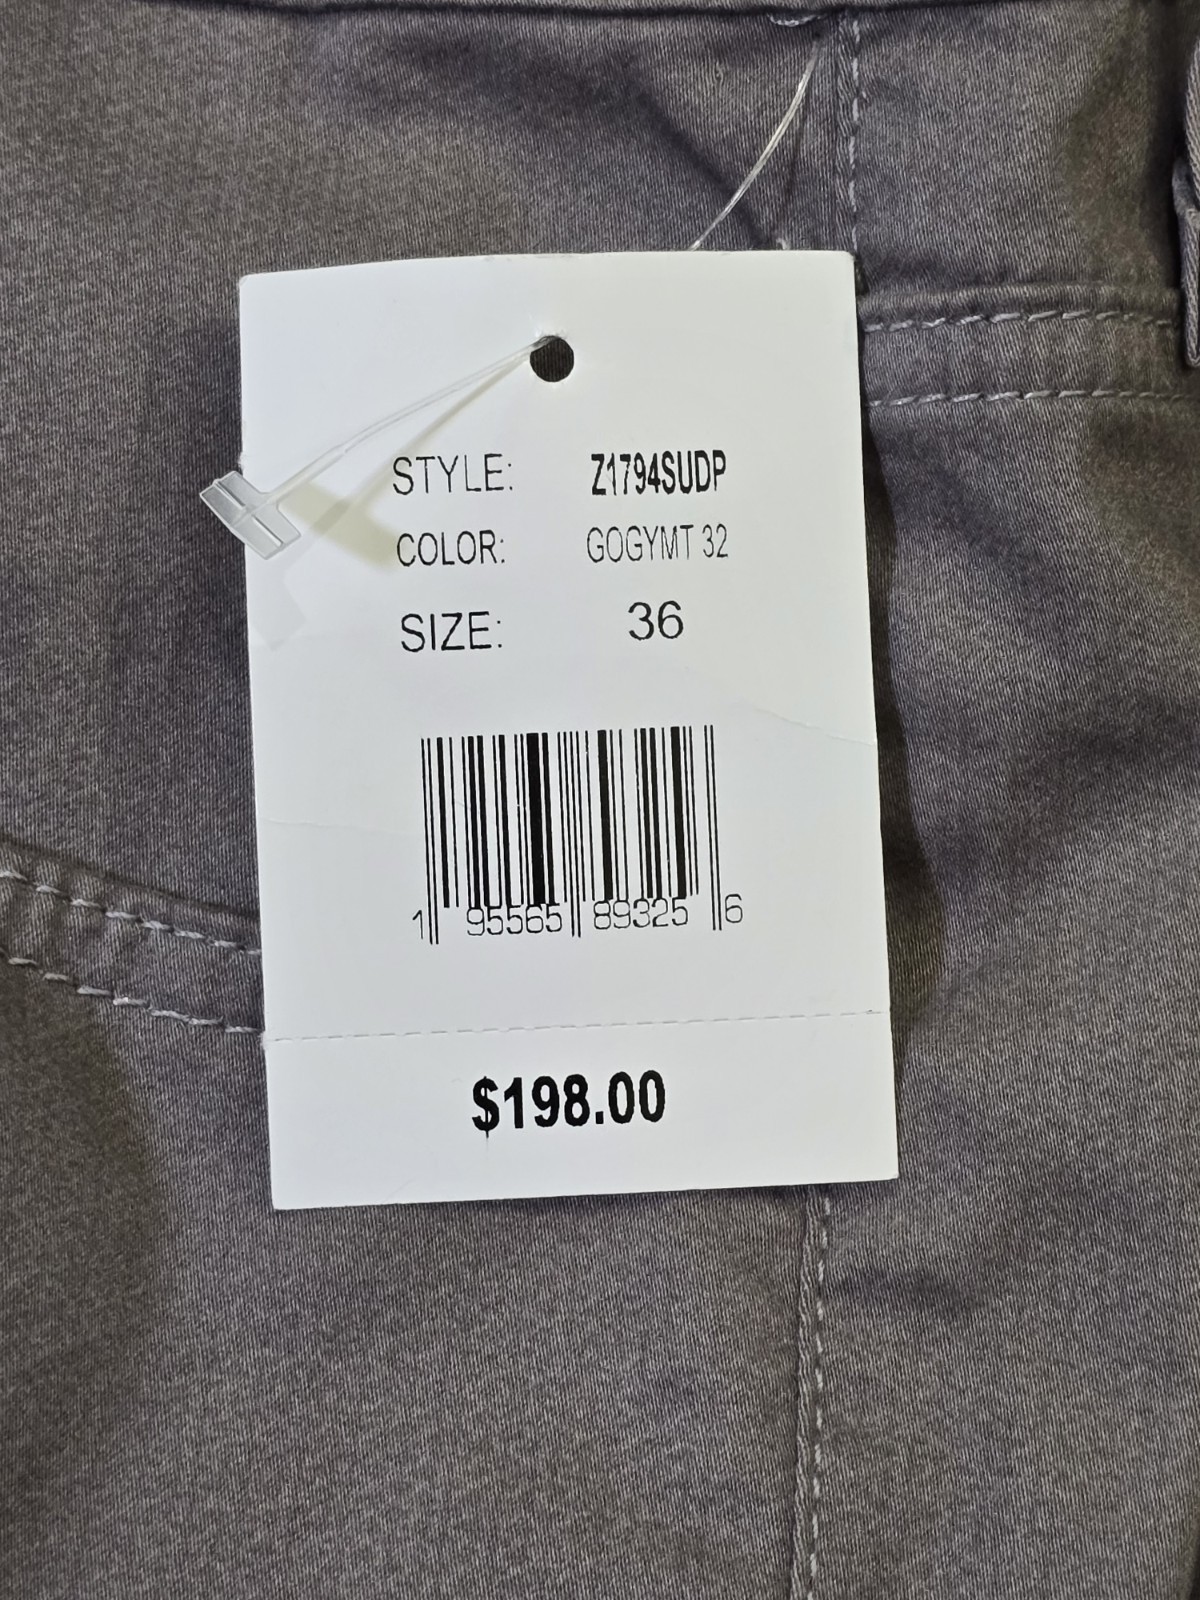 STYLE: Z1794SUDP
COLOR: GOGYMT 32
SIZE: 36
1 95565 89325 6
$198.00